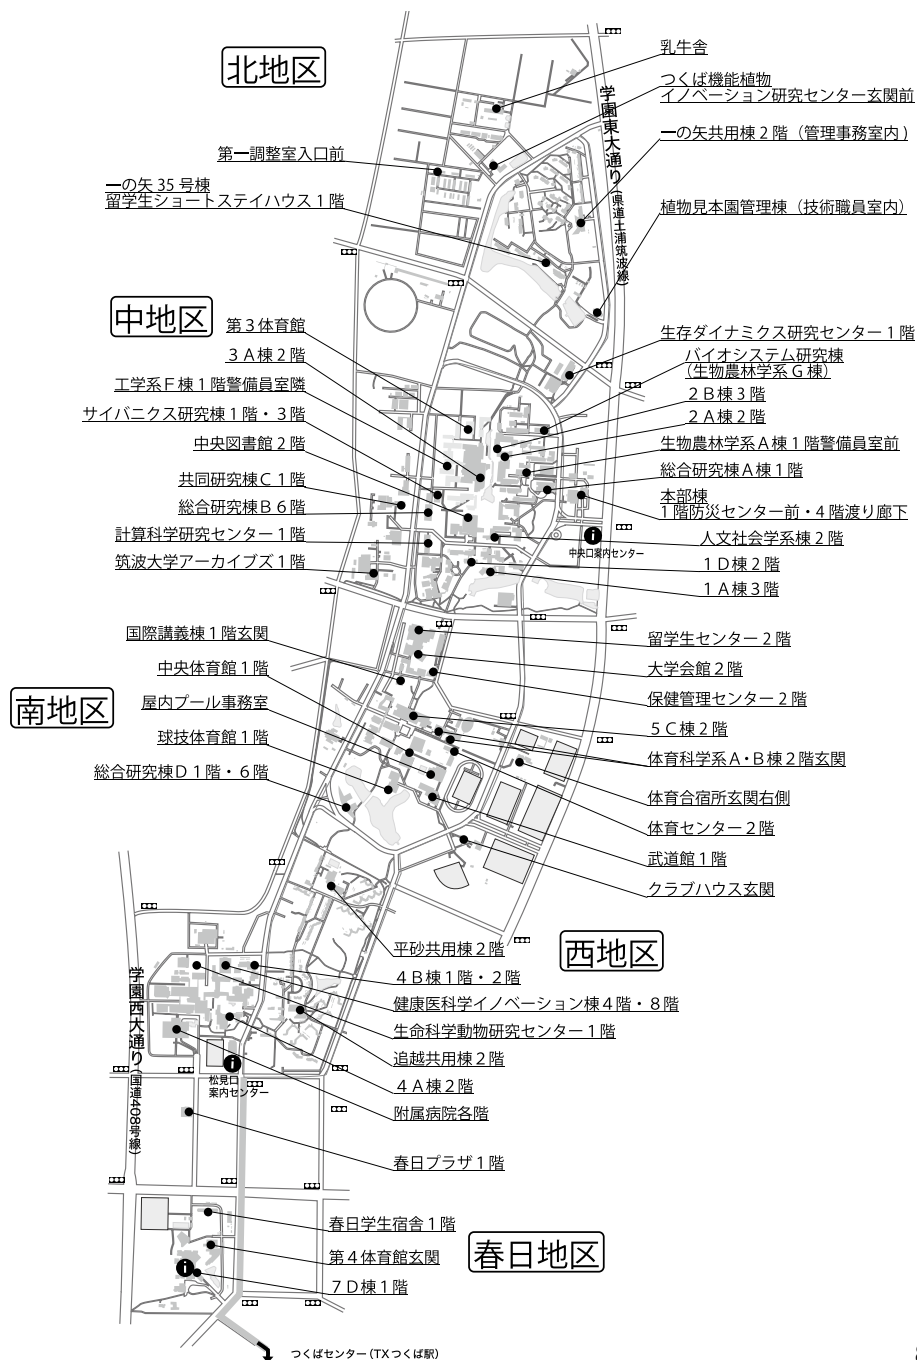 北地区
乳牛舎
つくば機能植物
イノベーション研究センター玄関前
学園東大通り(県道土浦筑波線)
一の矢共用棟２階（管理事務室内）
第一調整室入口前
一の矢 35 号棟
留学生ショートステイハウス１階
植物見本園管理棟（技術職員室内）
中地区
第３体育館
３Ａ棟２階
工学系Ｆ棟１階警備員室隣
サイバニクス研究棟１階・３階
中央図書館２階
共同研究棟Ｃ１階
総合研究棟Ｂ６階
計算科学研究センター１階
筑波大学アーカイブズ１階
生存ダイナミクス研究センター１階
バイオシステム研究棟
（生物農林学系Ｇ棟）
２Ｂ棟３階
２Ａ棟２階
生物農林学系Ａ棟１階警備員室前
総合研究棟Ａ棟１階
本部棟
１階防災センター前・４階渡り廊下
人文社会学系棟２階
中央口案内センター
１Ｄ棟２階
１Ａ棟３階
南地区
国際講義棟１階玄関
中央体育館１階
屋内プール事務室
球技体育館１階
総合研究棟Ｄ１階・６階
留学生センター２階
大学会館２階
保健管理センター２階
５Ｃ棟２階
体育科学系Ａ・Ｂ棟２階玄関
体育合宿所玄関右側
体育センター２階
武道館１階
クラブハウス玄関
西地区
平砂共用棟２階
４Ｂ棟１階・２階
健康医科学イノベーション棟４階・８階
生命科学動物研究センター１階
追越共用棟２階
４Ａ棟２階
附属病院各階
学園西大通り(国道408号線)
松見口
案内センター
春日プラザ１階
春日地区
春日学生宿舎１階
第４体育館玄関
７Ｄ棟１階
つくばセンター（TXつくば駅）